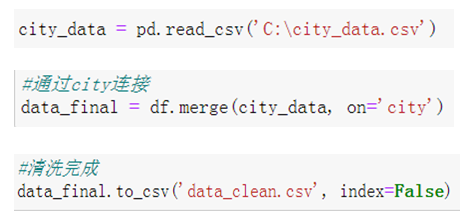 city_data = pd.read_csv('C:\city_data.csv')
#通过city连接
data_final = df.merge(city_data, on='city')
#清洗完成
data_final.to_csv('data_clean.csv', index=False)